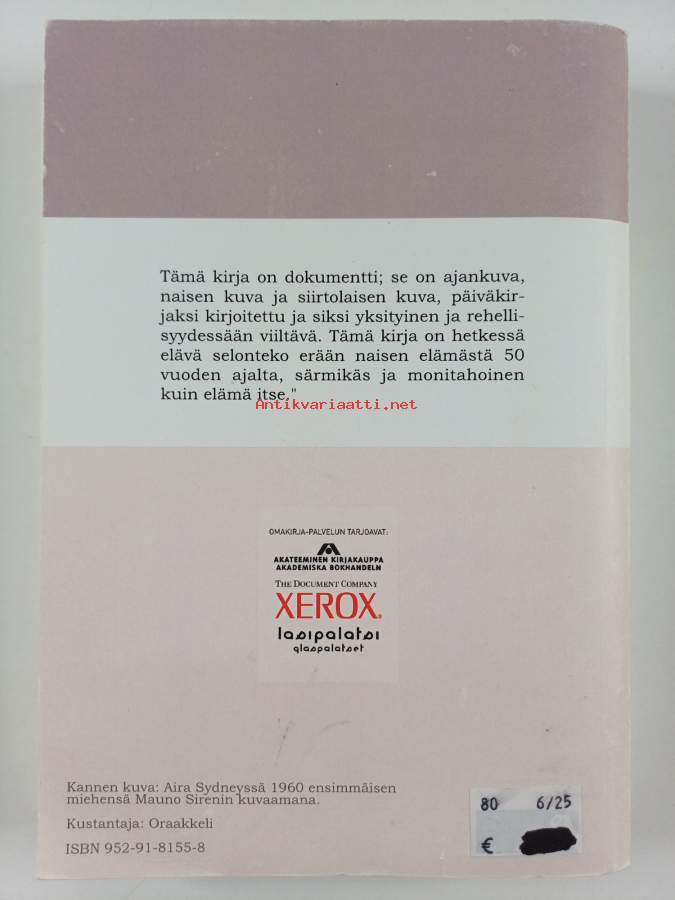 Tämä kirja on dokumentti; se on ajankuva,
naisen kuva ja siirtolaisen kuva, päiväkir-
jaksi kirjoitettu ja siksi yksityinen ja rehelli-
syydessään viiltävä. Tämä kirja on hetkessä
elävä selonteko erään naisen elämästä 50
vuoden ajalta, särmikäs ja monitahoinen
kuin elämä itse."
Antikvariaatti.net
OMAKIRJA-PALVELUN TARJOAVAT:
AKATEEMINEN KIRJAKAUPPA
AKADEMISKA BOKHANDELN
THE DOCUMENT COMPANY
XEROX®
lasipalatsi
glaspalatset
Kannen kuva: Aira Sydneyssä 1960 ensimmäisen
miehensä Mauno Sirenin kuvaamana.
Kustantaja: Oraakkeli
ISBN 952-91-8155-8
80 6/25
€